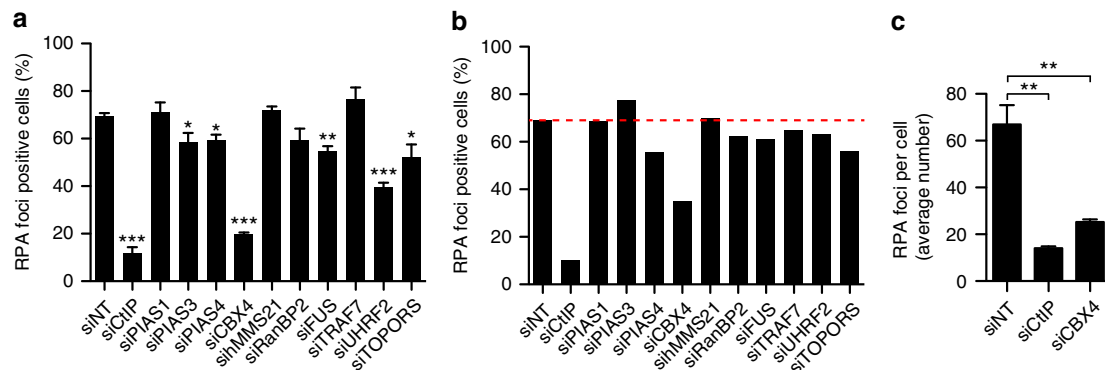 a
RPA foci positive cells (%)
100
80
60
40
20
0
***
*
*
***
**
***
*
siNT
siCtIP
siPIAS1
siPIAS3
siPIAS4
siCBX4
sihMMS21
siRanBP2
siFUS
siTRAF7
siUHRF2
siTOPORS
b
RPA foci positive cells (%)
100
80
60
40
20
0
siNT
siCtIP
siPIAS1
siPIAS3
siPIAS4
siCBX4
sihMMS21
siRanBP2
siFUS
siTRAF7
siUHRF2
siTOPORS
c
RPA foci per cell
(average number)
80
60
40
20
0
**
**
siNT
siCtIP
siCBX4